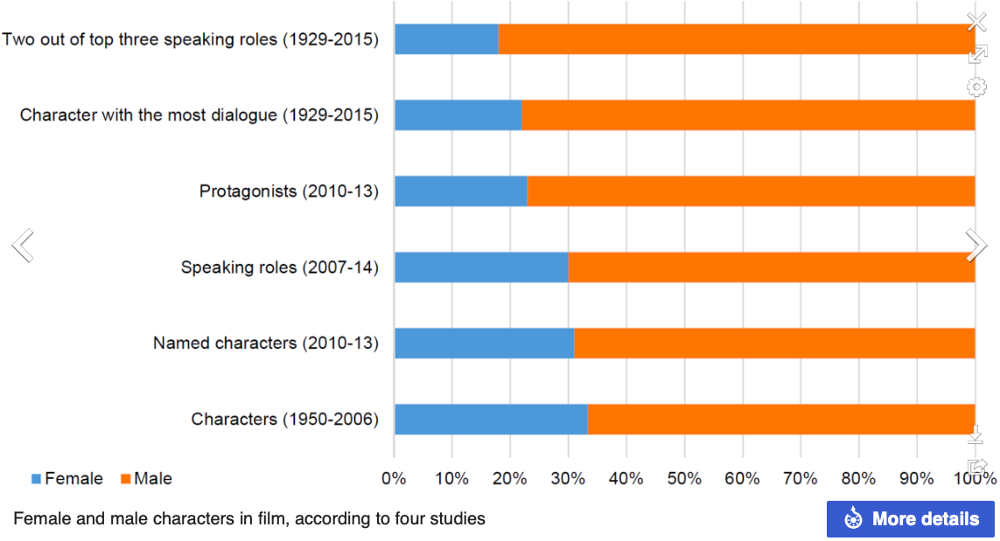 Two out of top three speaking roles (1929-2015)
Character with the most dialogue (1929-2015)
Protagonists (2010-13)
Speaking roles (2007-14)
Named characters (2010-13)
Characters (1950-2006)
Female Male 0% 10% 20% 30% 40% 50% 60% 70% 80% 90% 100%
Female and male characters in film, according to four studies
More details